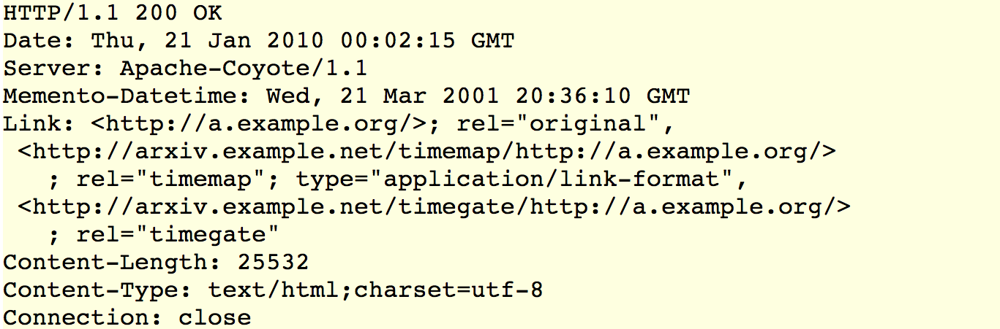 HTTP/1.1 200 OK
Date: Thu, 21 Jan 2010 00:02:15 GMT
Server: Apache-Coyote/1.1
Memento-Datetime: Wed, 21 Mar 2001 20:36:10 GMT
Link: <http://a.example.org/>; rel="original",
 <http://arxiv.example.net/timemap/http://a.example.org/>
   ; rel="timemap"; type="application/link-format",
 <http://arxiv.example.net/timegate/http://a.example.org/>
   ; rel="timegate"
Content-Length: 25532
Content-Type: text/html;charset=utf-8
Connection: close